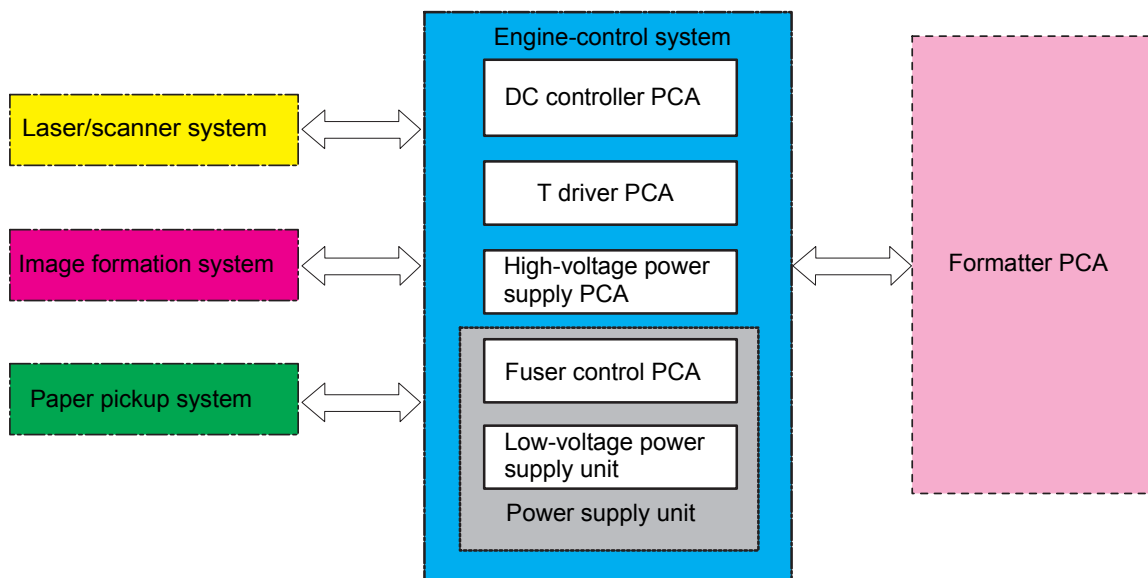 Engine-control system
DC controller PCA
T driver PCA
High-voltage power
supply PCA
Fuser control PCA
Low-voltage power
supply unit
Power supply unit
Laser/scanner system
Image formation system
Paper pickup system
Formatter PCA